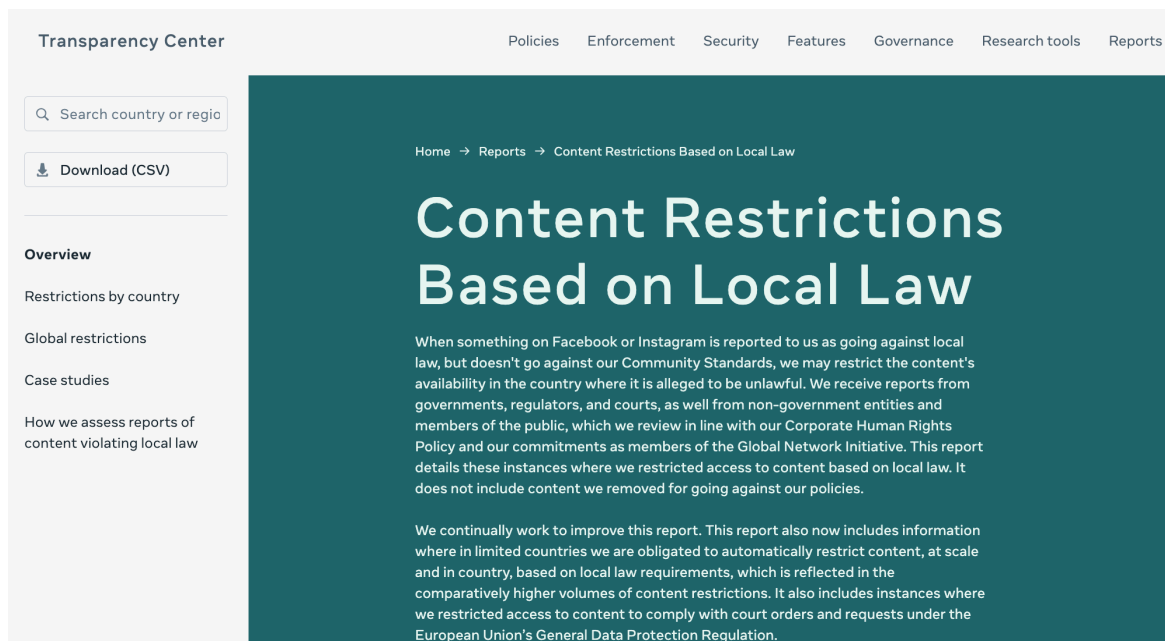 Transparency Center
Policies Enforcement Security Features Governance Research tools Reports
Search country or regio
Download (CSV)
Overview
Restrictions by country
Global restrictions
Case studies
How we assess reports of
content violating local law
Home → Reports → Content Restrictions Based on Local Law
Content Restrictions
Based on Local Law
When something on Facebook or Instagram is reported to us as going against local
law, but doesn't go against our Community Standards, we may restrict the content's
availability in the country where it is alleged to be unlawful. We receive reports from
governments, regulators, and courts, as well from non-government entities and
members of the public, which we review in line with our Corporate Human Rights
Policy and our commitments as members of the Global Network Initiative. This report
details these instances where we restricted access to content based on local law. It
does not include content we removed for going against our policies.
We continually work to improve this report. This report also now includes information
where in limited countries we are obligated to automatically restrict content, at scale
and in country, based on local law requirements, which is reflected in the
comparatively higher volumes of content restrictions. It also includes instances where
we restricted access to content to comply with court orders and requests under the
European Union's General Data Protection Regulation.